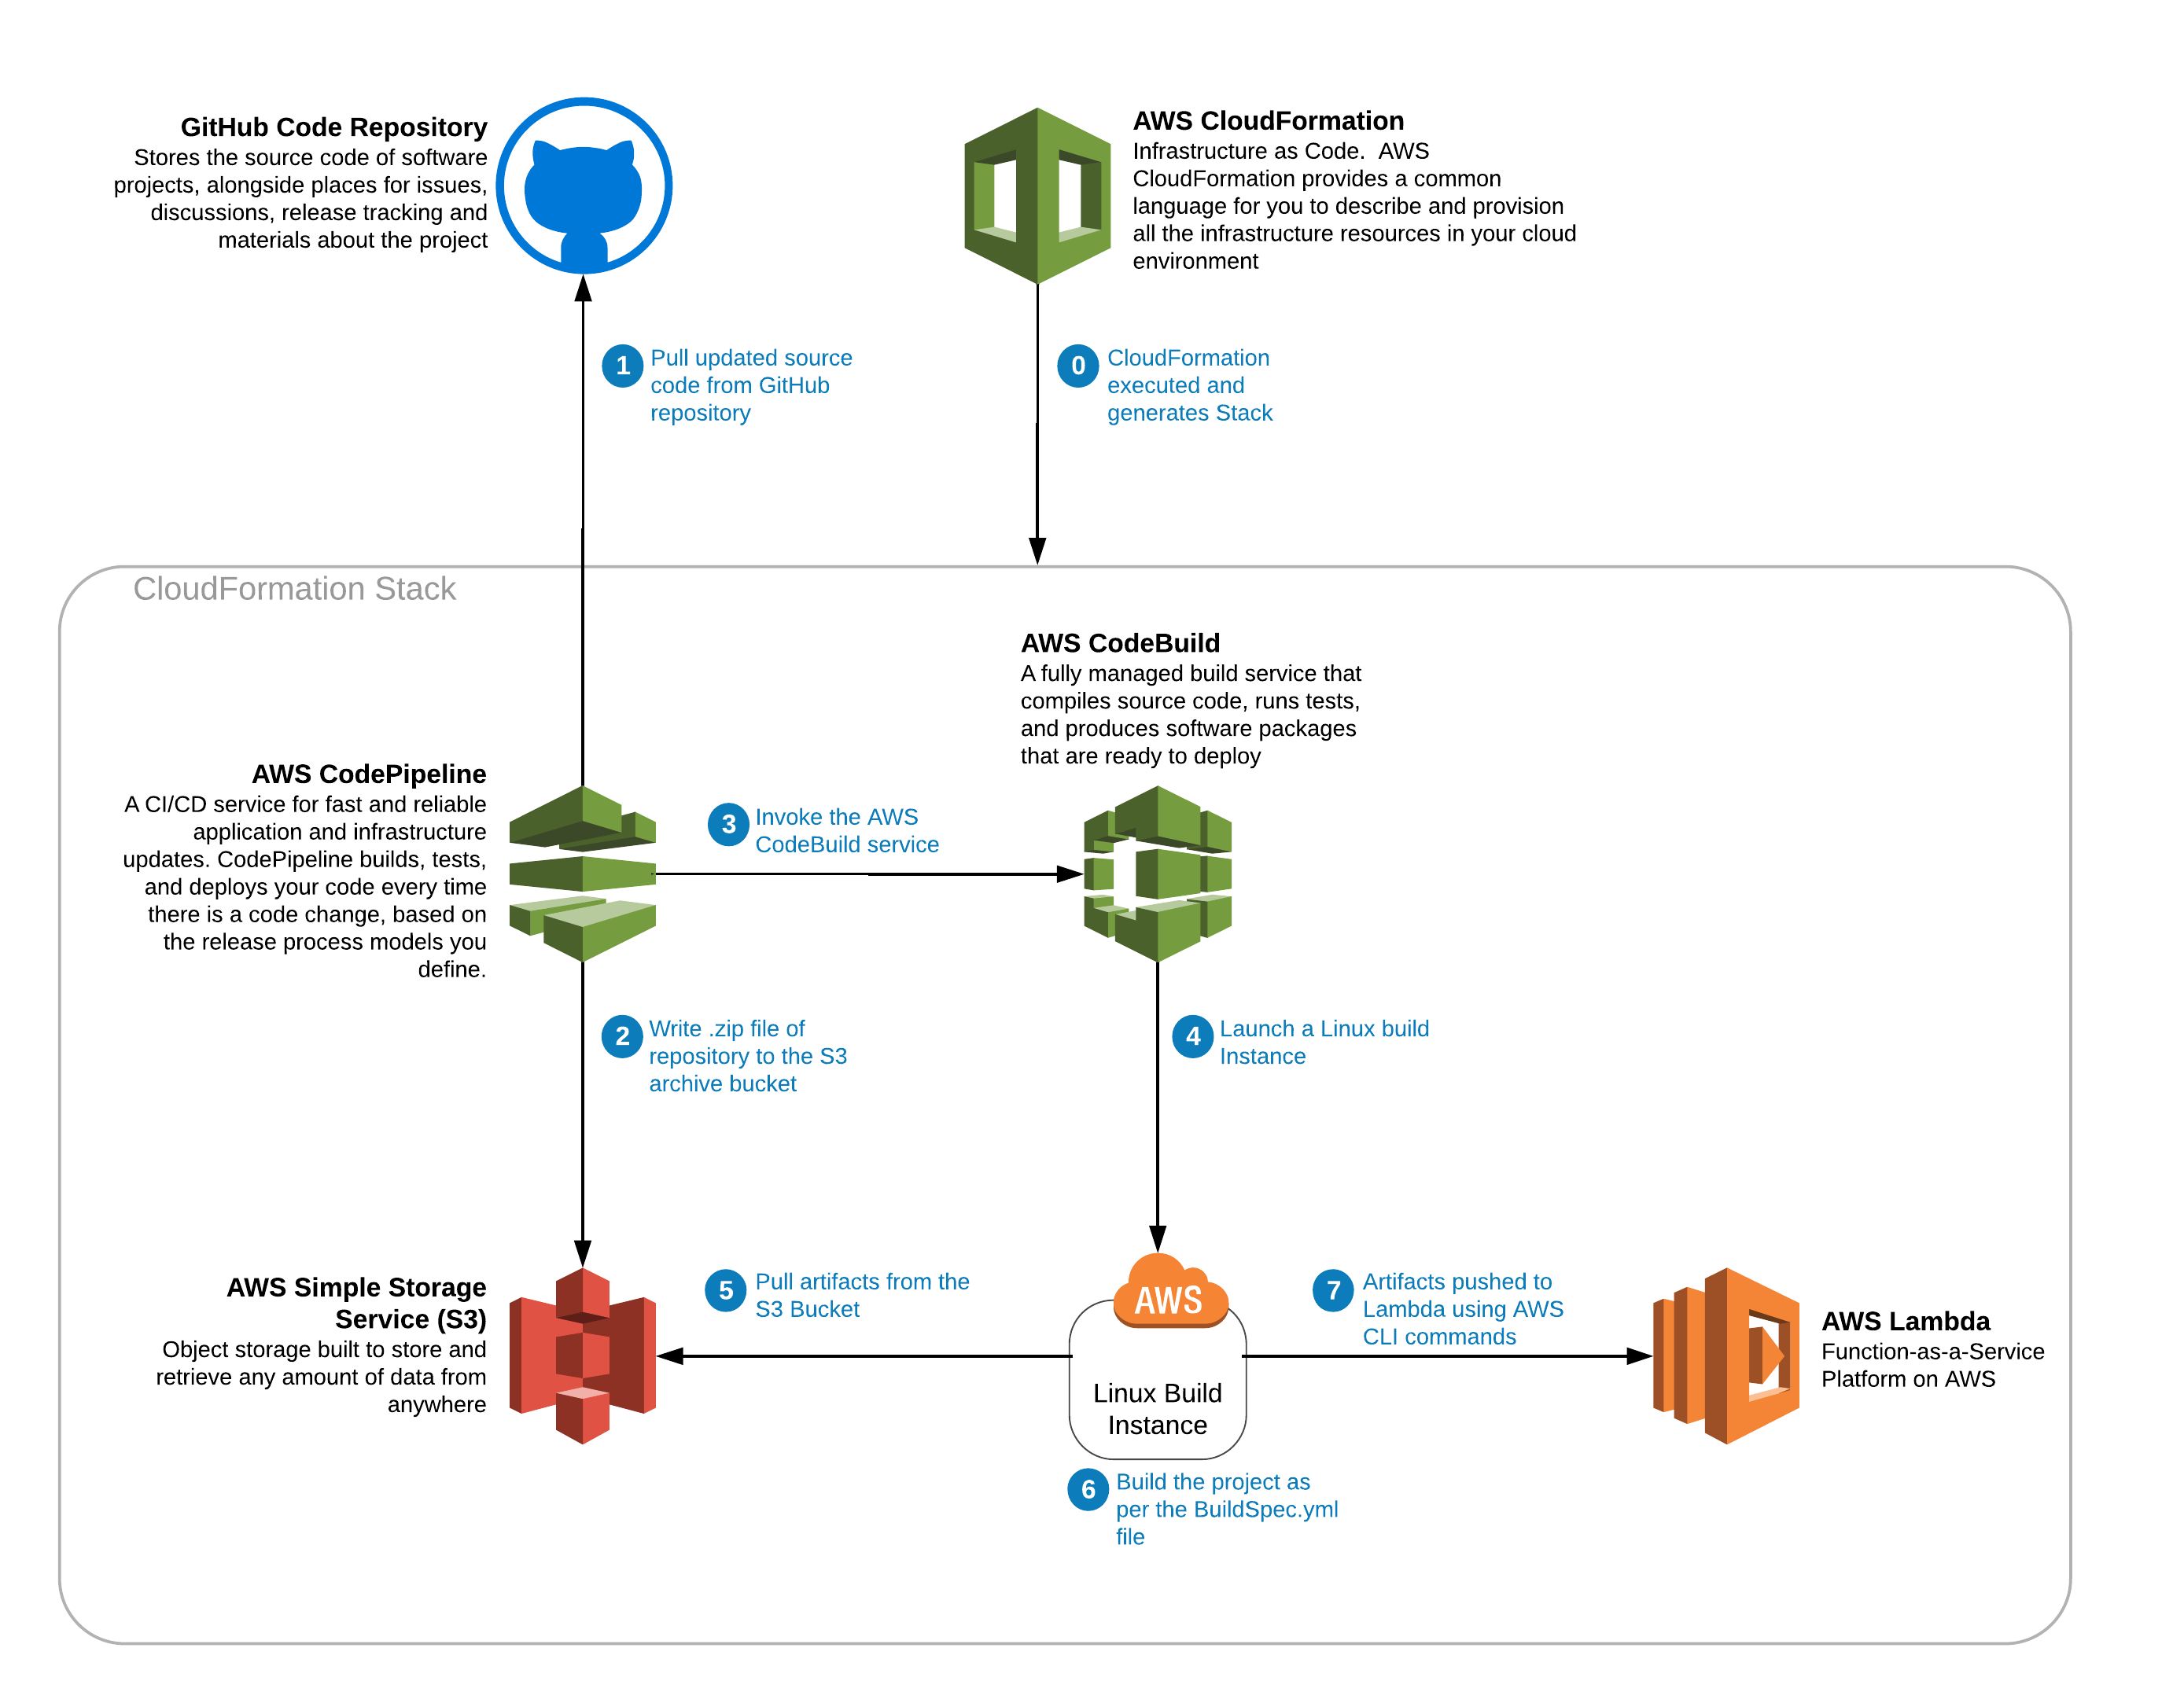 GitHub Code Repository
Stores the source code of software
projects, alongside places for issues,
discussions, release tracking and
materials about the project
AWS CloudFormation
Infrastructure as Code.  AWS
CloudFormation provides a common
language for you to describe and provision
all the infrastructure resources in your cloud
environment
1
Pull updated source
code from GitHub
repository
0
CloudFormation
executed and
generates Stack
CloudFormation Stack
AWS CodeBuild
A fully managed build service that
compiles source code, runs tests,
and produces software packages
that are ready to deploy
AWS CodePipeline
A CI/CD service for fast and reliable
application and infrastructure
updates. CodePipeline builds, tests,
and deploys your code every time
there is a code change, based on
the release process models you
define.
3
Invoke the AWS
CodeBuild service
2
Write .zip file of
repository to the S3
archive bucket
4
Launch a Linux build
Instance
AWS Simple Storage
Service (S3)
Object storage built to store and
retrieve any amount of data from
anywhere
5
Pull artifacts from the
S3 Bucket
AWS
Linux Build
Instance
7
Artifacts pushed to
Lambda using AWS
CLI commands
AWS Lambda
Function-as-a-Service
Platform on AWS
6
Build the project as
per the BuildSpec.yml
file